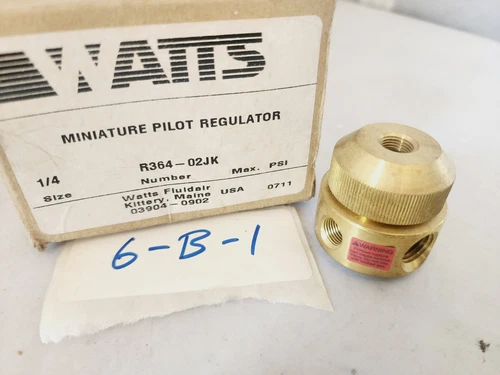 WATTS
MINIATURE PILOT REGULATOR
1/4 R364-02JK
Size Number Max. PSI
Watts Fluidair 0711
Kittery, Maine USA
03904-0902
6-B-1
WARNING